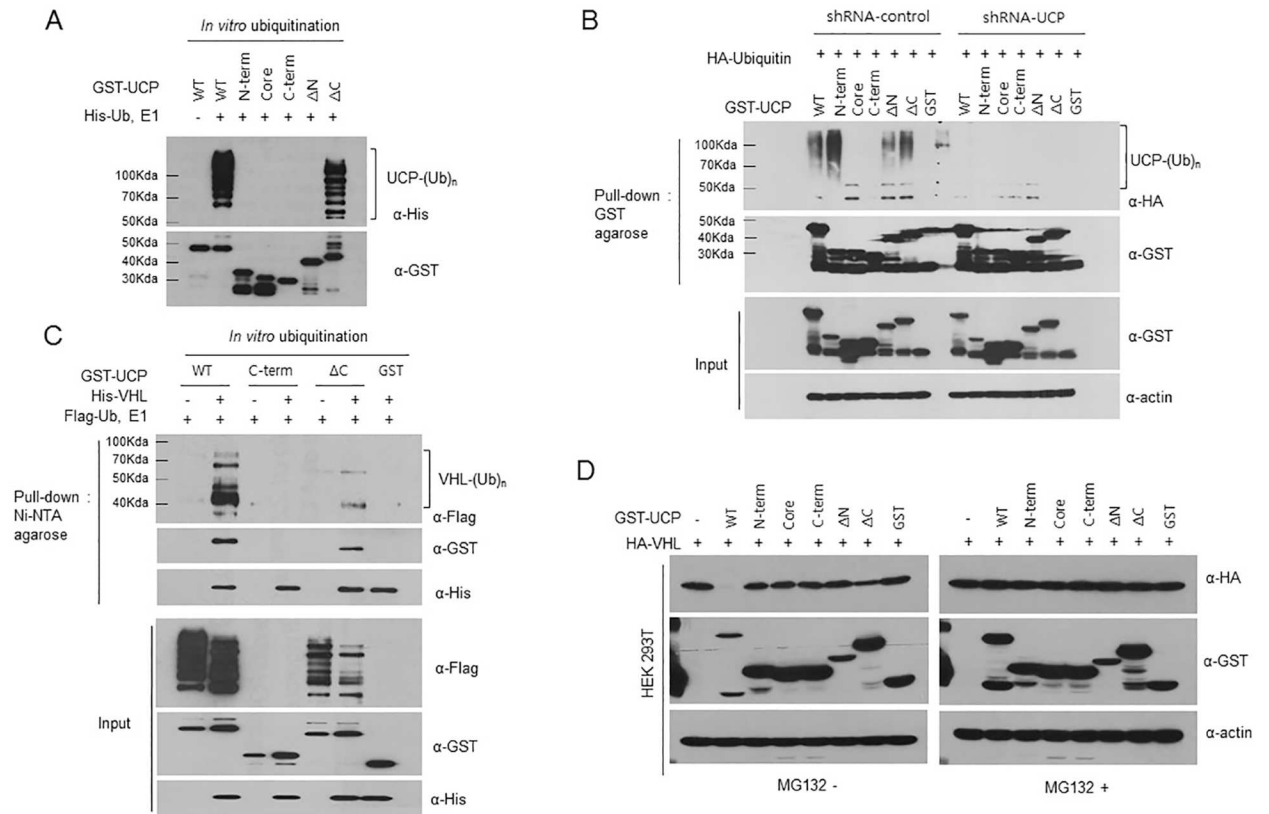 A
In vitro ubiquitination
GST-UCP WT WT N-term Core C-term ΔN ΔC
His-Ub, E1 - + + + + + +
100Kda
70Kda
50Kda
UCP-(Ub)n
α-His
50Kda
40Kda
30Kda
α-GST
B
shRNA-control shRNA-UCP
HA-Ubiquitin + + + + + + + + + + + + + +
GST-UCP WT N-term Core C-term ΔN ΔC GST WT N-term Core C-term ΔN ΔC GST
Pull-down :
GST
agarose
100Kda
70Kda
50Kda
UCP-(Ub)n
α-HA
50Kda
40Kda
30Kda
α-GST
Input
α-GST
α-actin
C
In vitro ubiquitination
GST-UCP WT C-term ΔC GST
His-VHL - + - + - + +
Flag-Ub, E1 + + + + + + +
Pull-down :
Ni-NTA
agarose
100Kda
70Kda
50Kda
40Kda
VHL-(Ub)n
α-Flag
α-GST
α-His
Input
α-Flag
α-GST
α-His
D
GST-UCP - WT N-term Core C-term ΔN ΔC GST - WT N-term Core C-term ΔN ΔC GST
HA-VHL + + + + + + + + + + + + + + + +
HEK 293T
α-HA
α-GST
α-actin
MG132 - MG132 +